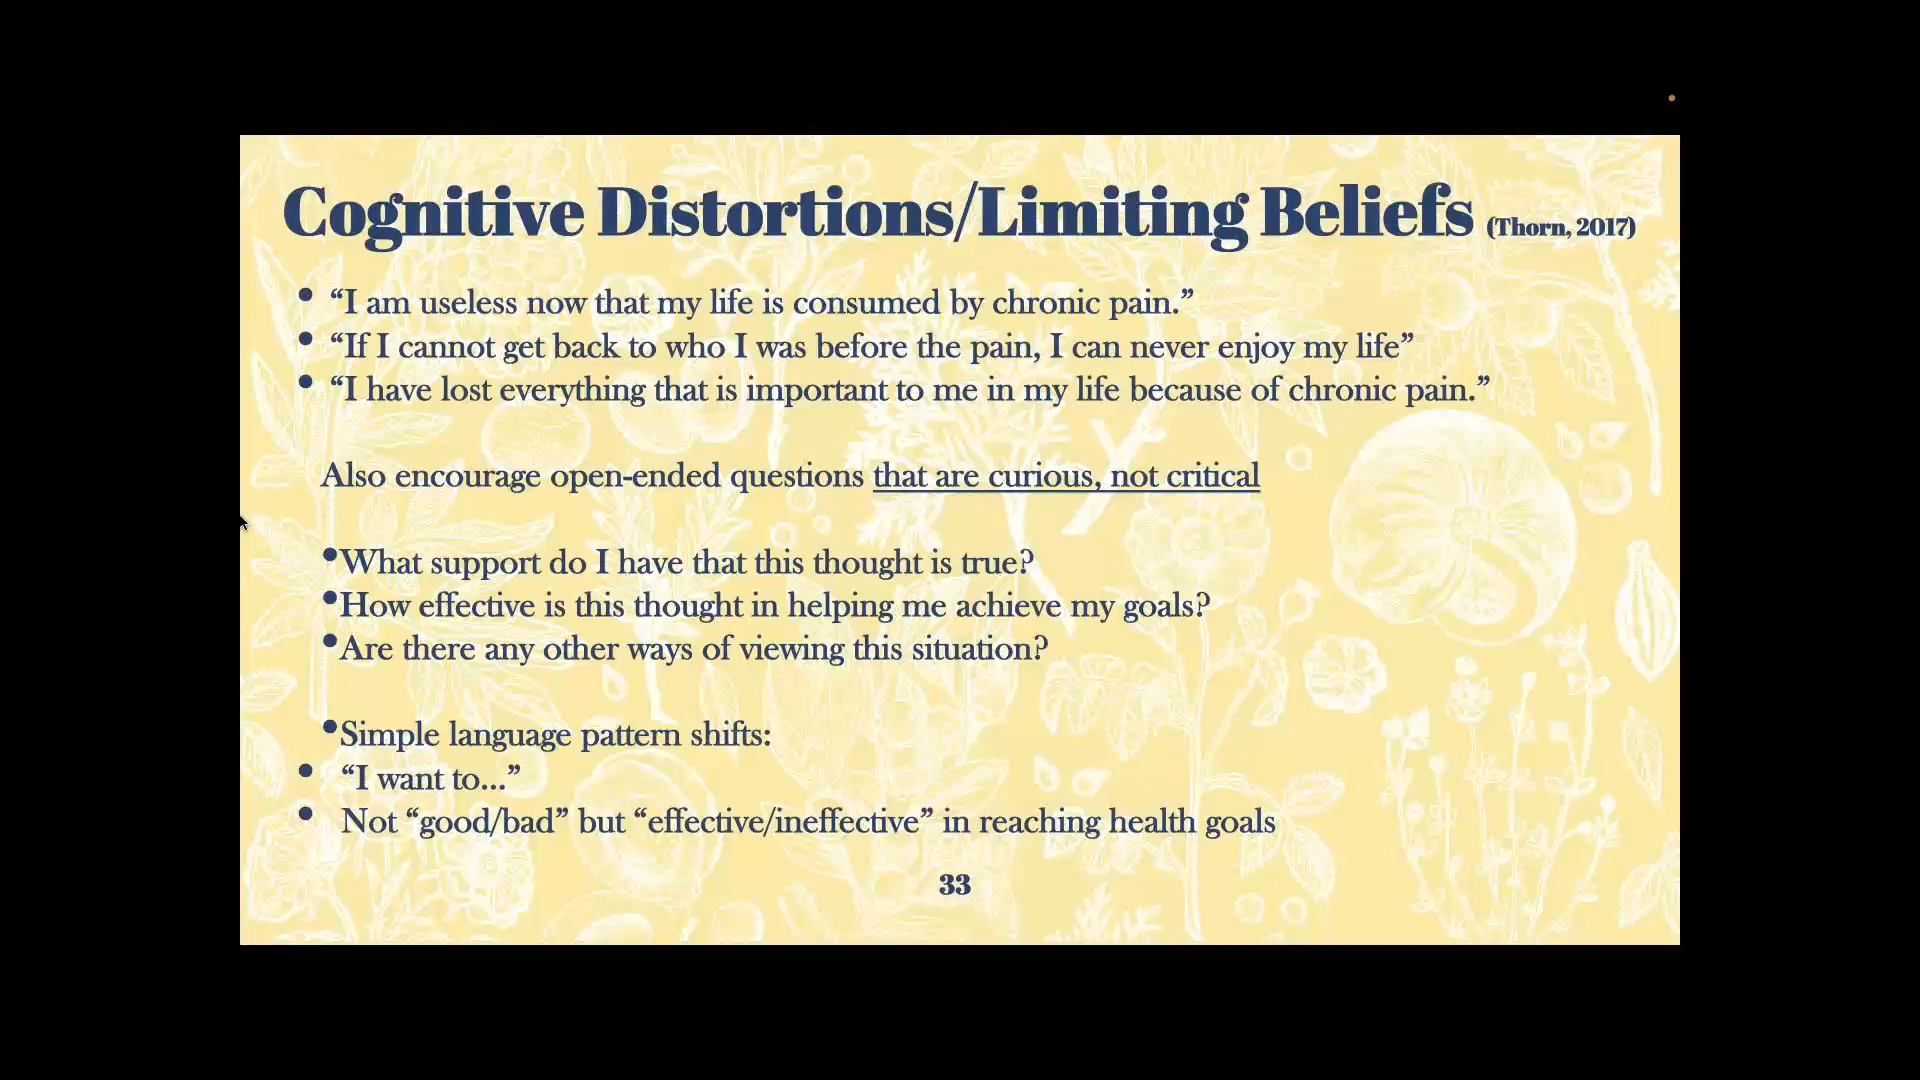 Cognitive Distortions/Limiting Beliefs (Thorn, 2017)
• “I am useless now that my life is consumed by chronic pain.”
• “If I cannot get back to who I was before the pain, I can never enjoy my life”
• “I have lost everything that is important to me in my life because of chronic pain.”
Also encourage open-ended questions that are curious, not critical
•What support do I have that this thought is true?
•How effective is this thought in helping me achieve my goals?
•Are there any other ways of viewing this situation?
•Simple language pattern shifts:
• “I want to...”
• Not “good/bad” but “effective/ineffective” in reaching health goals
33